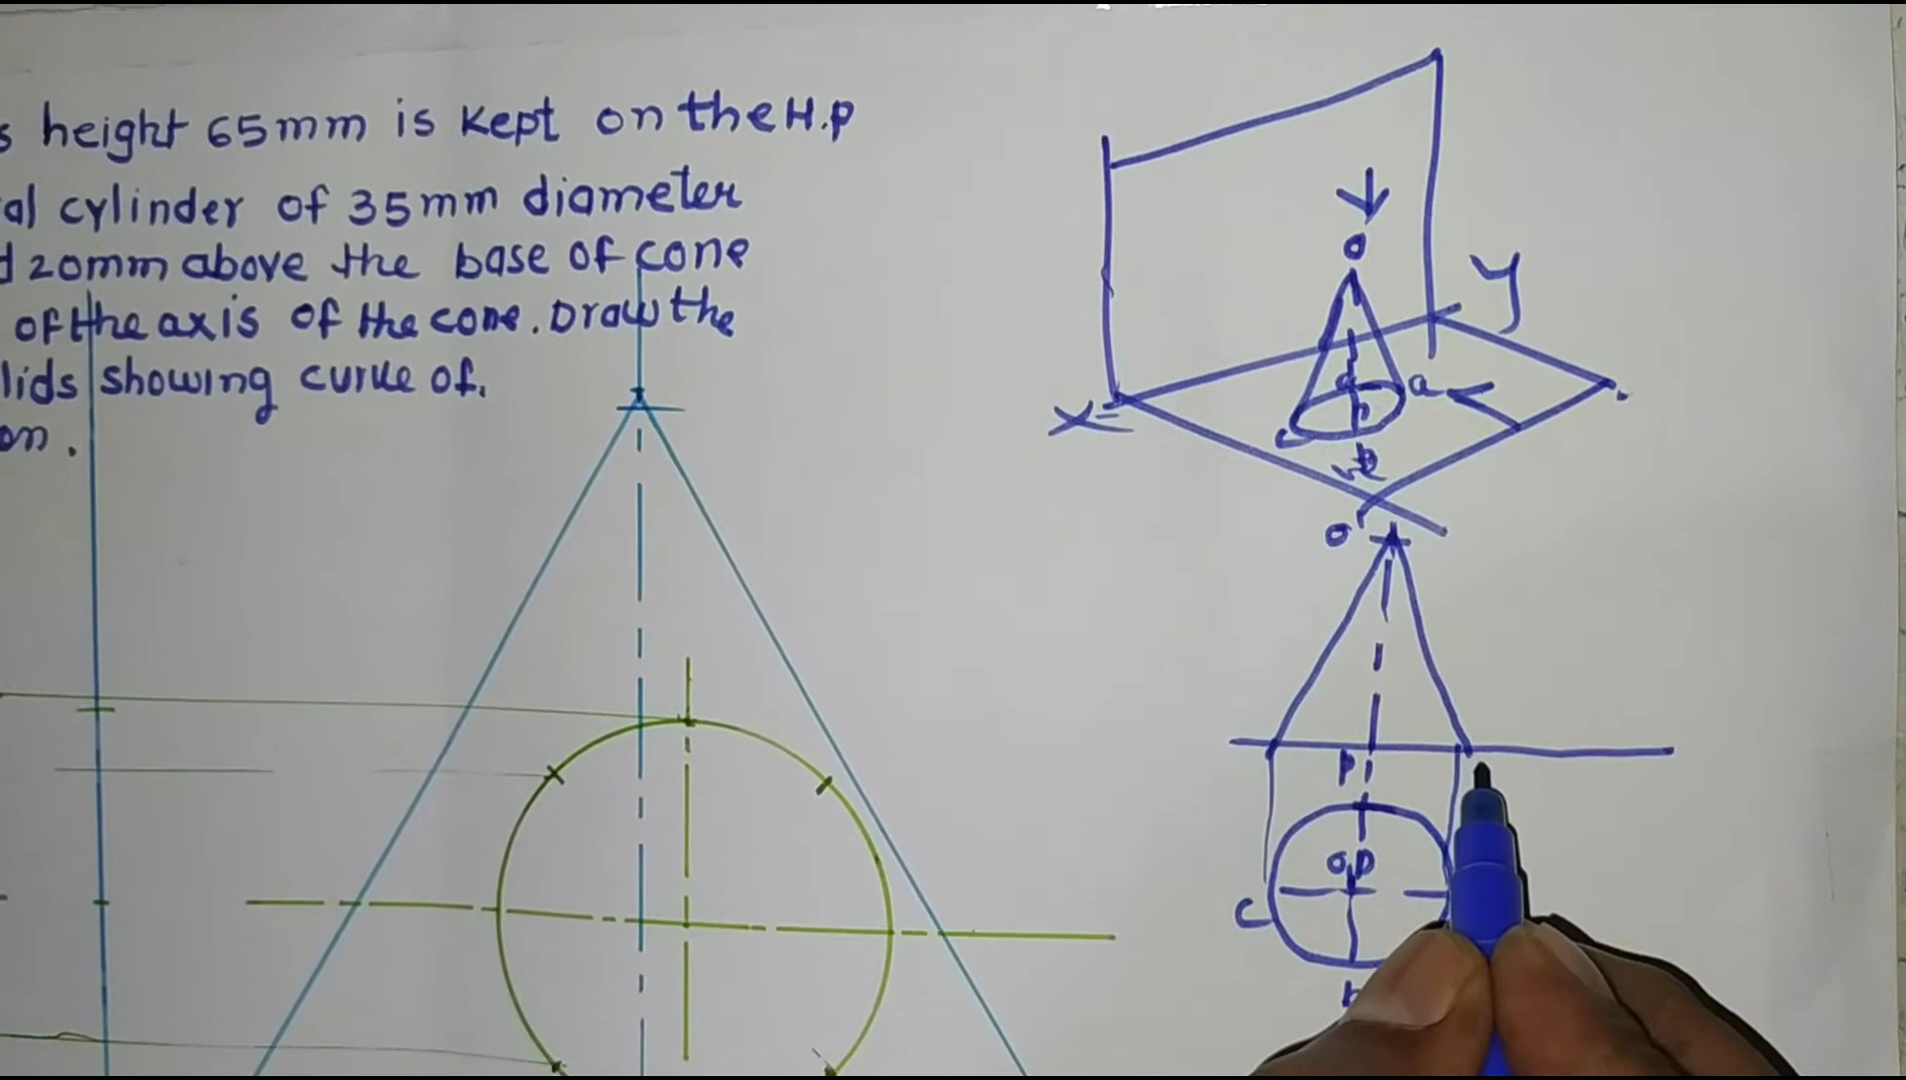 s height 65mm is kept on the H.P
al cylinder of 35mm diameter
d 20mm above the base of cone
of the axis of the cone. Draw the
lids showing curve of.
on.
o
y
d
a
X
c
p
b
o'
p
o,p
c